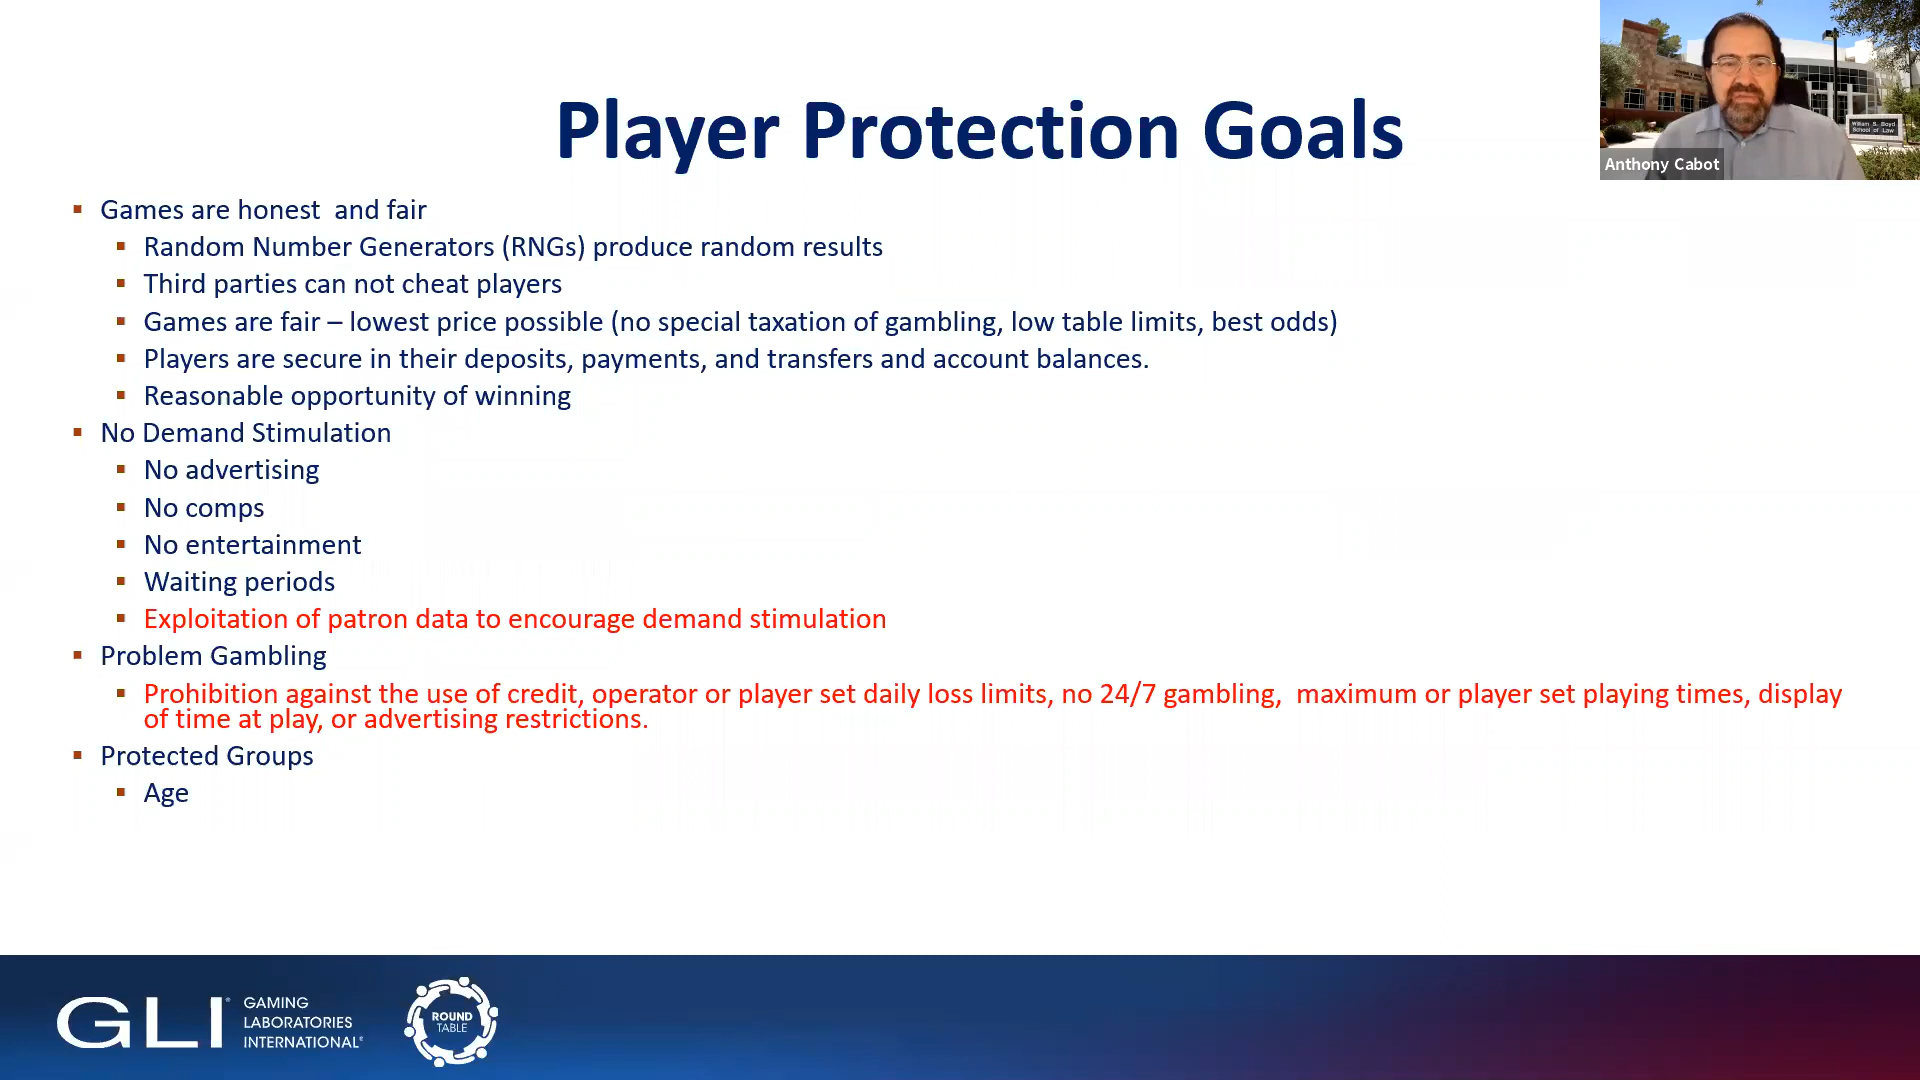 Player Protection Goals
William S. Boyd
School of Law
Anthony Cabot
Games are honest  and fair
Random Number Generators (RNGs) produce random results
Third parties can not cheat players
Games are fair – lowest price possible (no special taxation of gambling, low table limits, best odds)
Players are secure in their deposits, payments, and transfers and account balances.
Reasonable opportunity of winning
No Demand Stimulation
No advertising
No comps
No entertainment
Waiting periods
Exploitation of patron data to encourage demand stimulation
Problem Gambling
Prohibition against the use of credit, operator or player set daily loss limits, no 24/7 gambling,  maximum or player set playing times, display
of time at play, or advertising restrictions.
Protected Groups
Age
GLI®
GAMING
LABORATORIES
INTERNATIONAL®
ROUND
TABLE